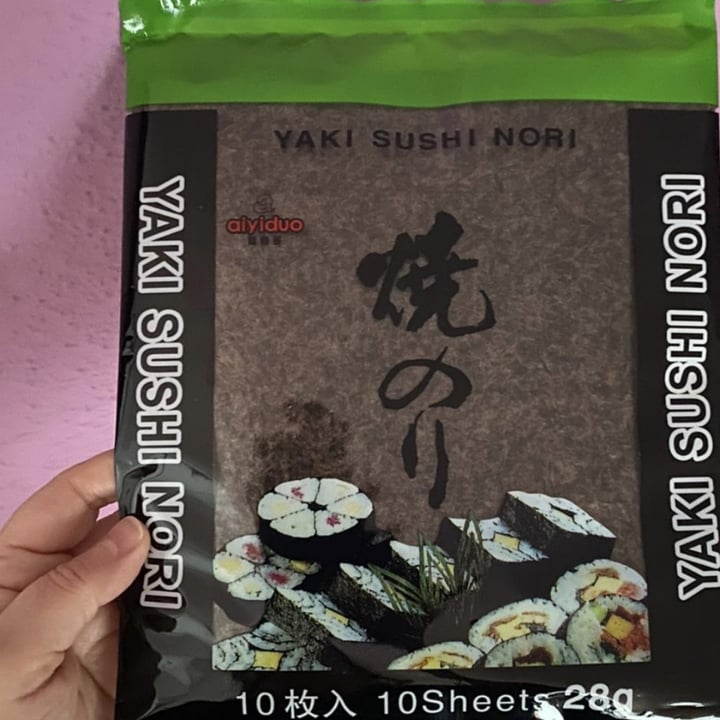 YAKI SUSHI NORI
aiyiduo
焼のり
YAKI SUSHI NORI
YAKI SUSHI NORI
10枚入 10Sheets 28g